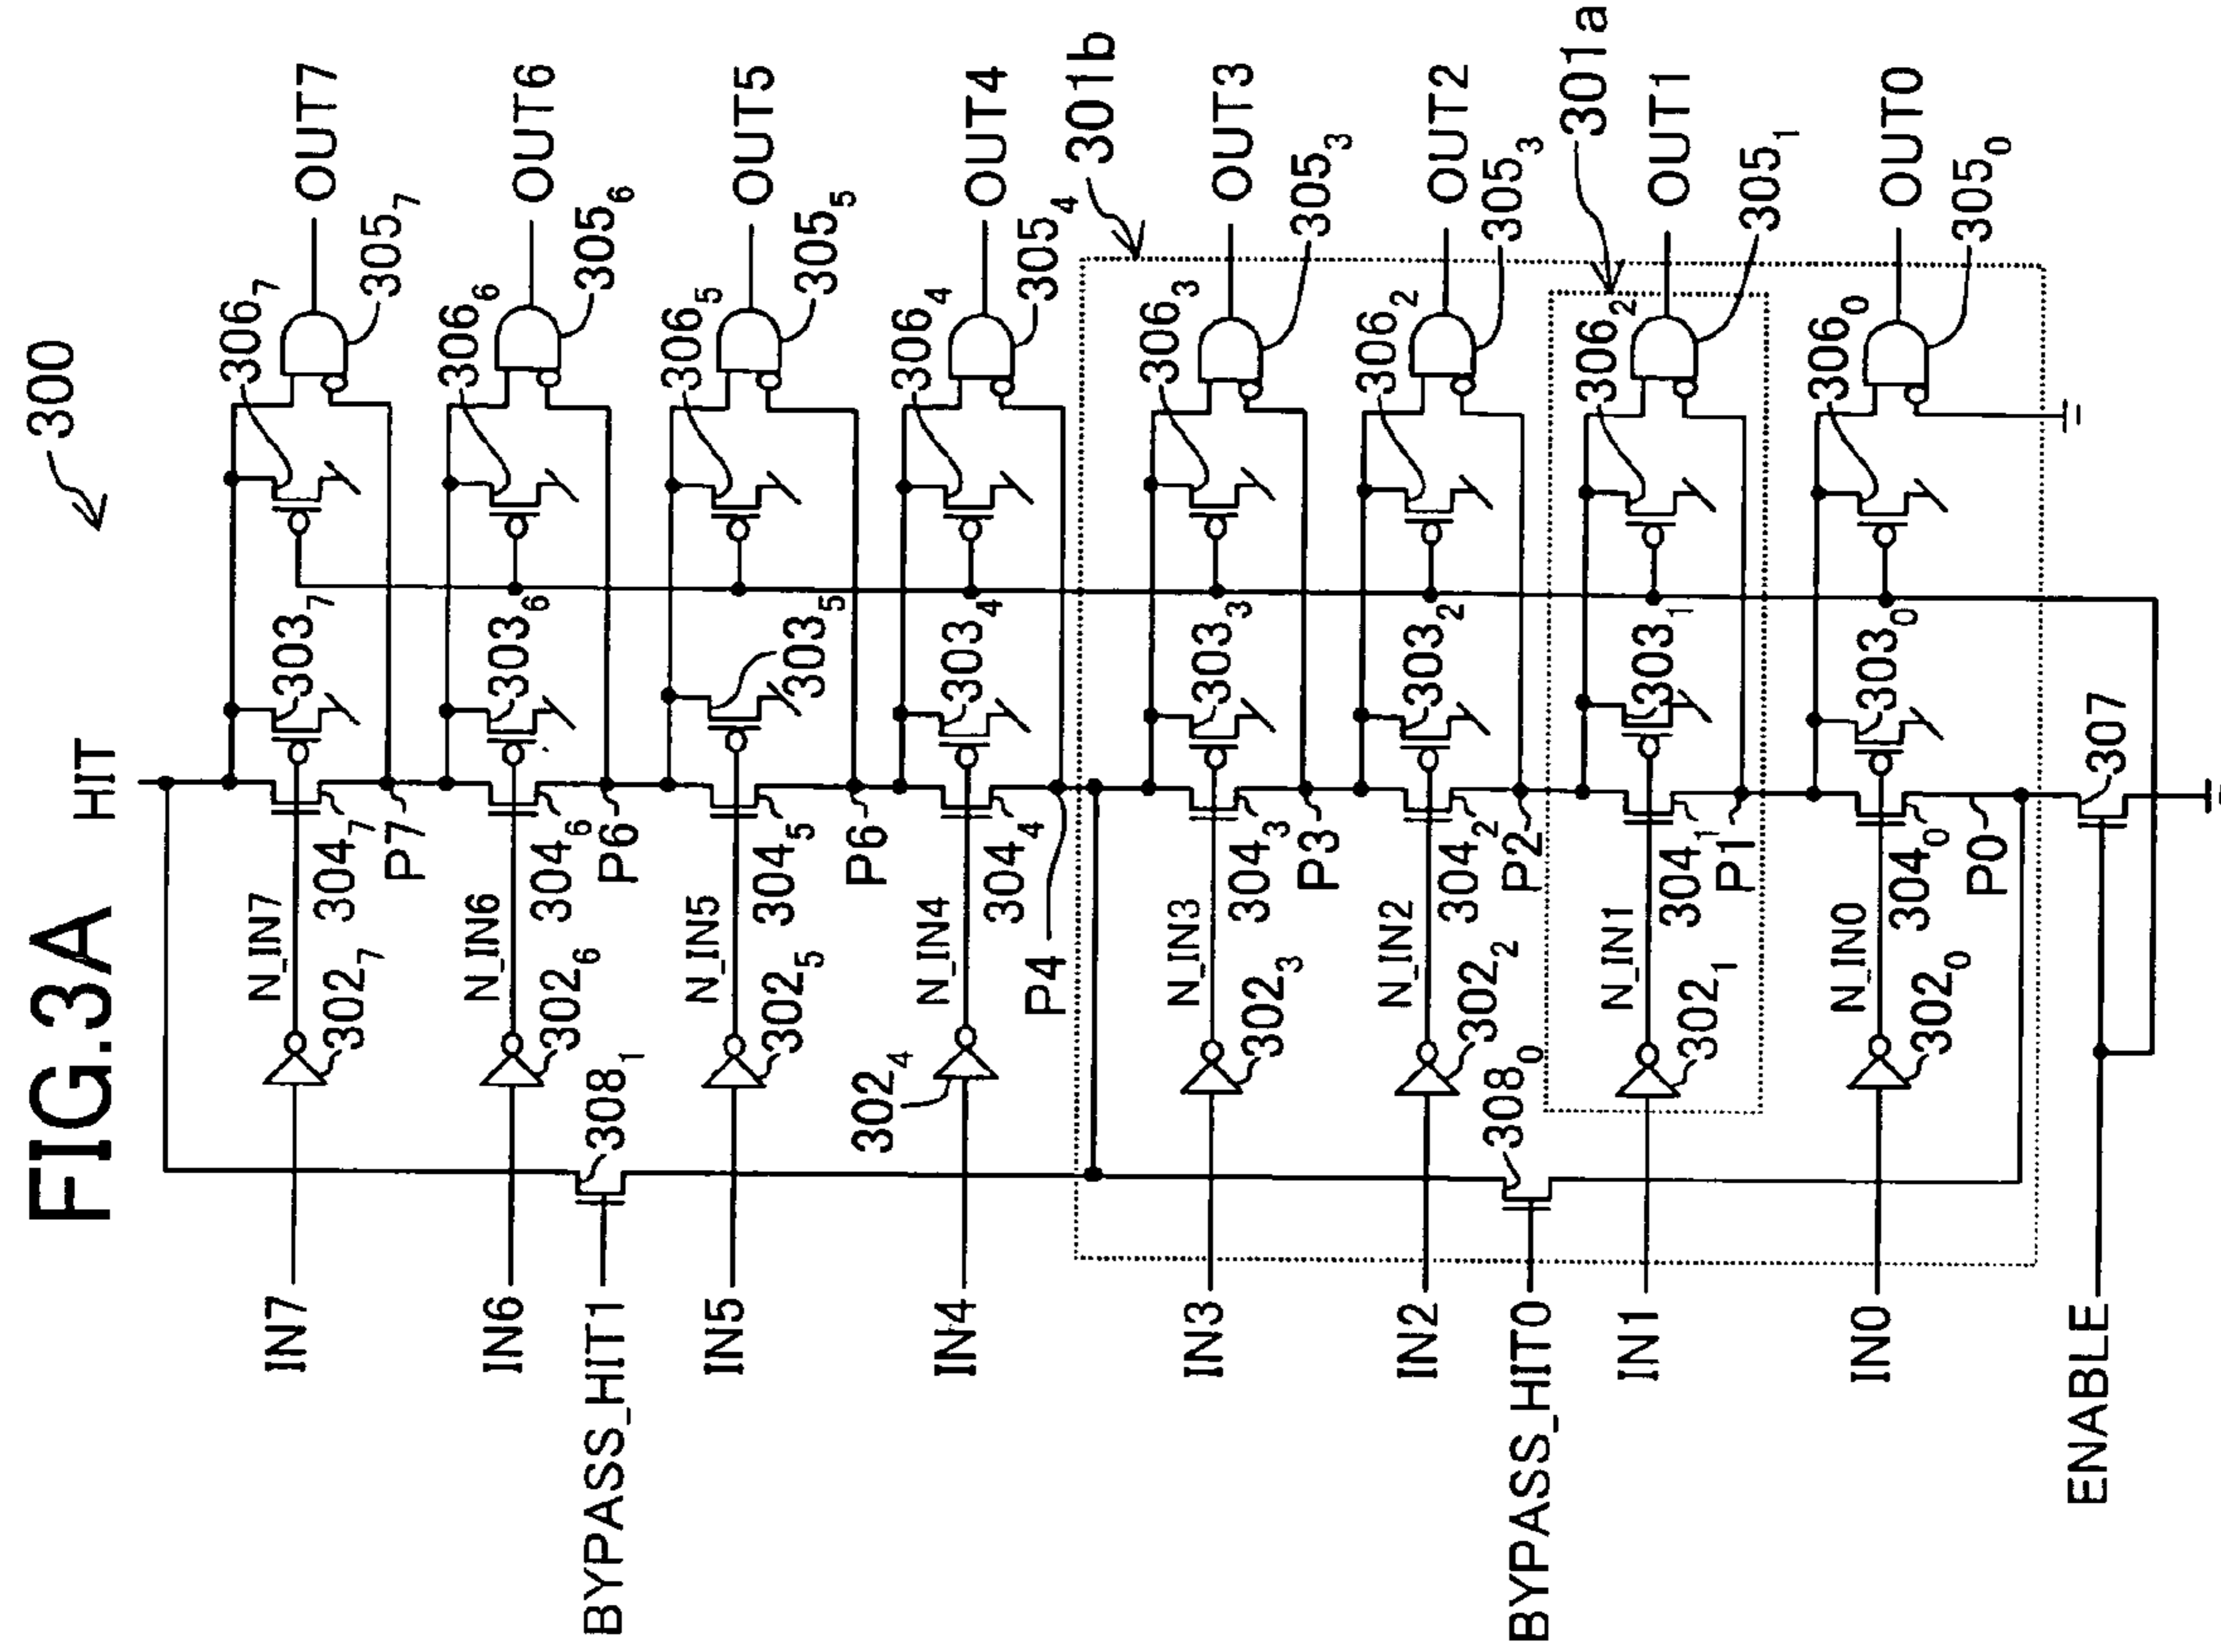 FIG.3A
300
HIT
IN7
N_IN7
302₇
303₇
304₇
306₇
305₇
OUT7
P7
IN6
N_IN6
302₆
303₆
304₆
306₆
305₆
OUT6
P6
BYPASS_HIT1
308₁
IN5
N_IN5
302₅
303₅
304₅
306₅
305₅
OUT5
P6
IN4
N_IN4
302₄
303₄
304₄
306₄
305₄
OUT4
P4
301b
IN3
N_IN3
302₃
303₃
304₃
306₃
305₃
OUT3
P3
IN2
N_IN2
302₂
303₂
304₂
306₂
305₃
OUT2
P2
BYPASS_HIT0
308₀
301a
IN1
N_IN1
302₁
303₁
304₁
306₂
305₁
OUT1
P1
IN0
N_IN0
302₀
303₀
304₀
306₀
305₀
OUT0
P0
ENABLE
307